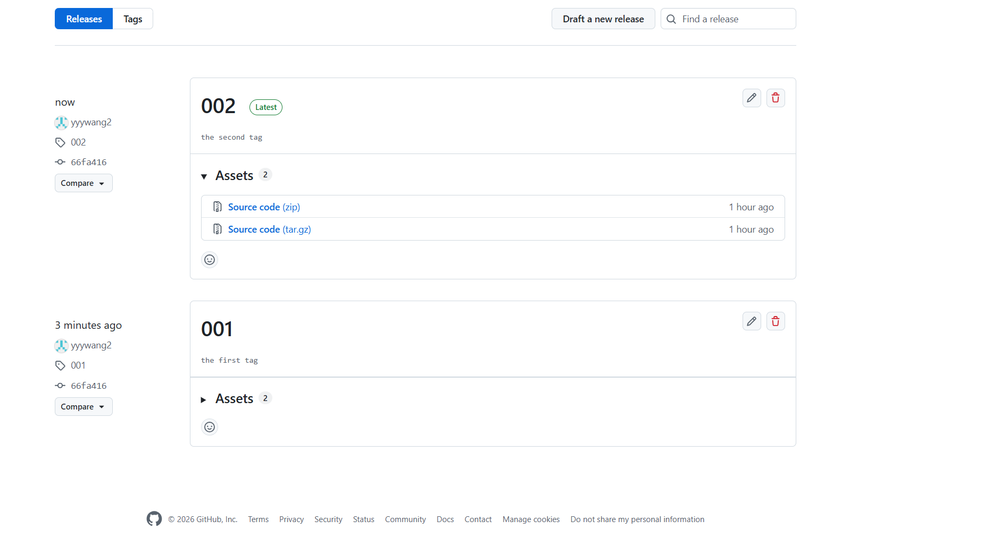 Releases Tags Draft a new release Find a release
now
yyywang2
002
66fa416
Compare
002 Latest
the second tag
Assets 2
Source code (zip) 1 hour ago
Source code (tar.gz) 1 hour ago
3 minutes ago
yyywang2
001
66fa416
Compare
001
the first tag
Assets 2
© 2026 GitHub, Inc. Terms Privacy Security Status Community Docs Contact Manage cookies Do not share my personal information